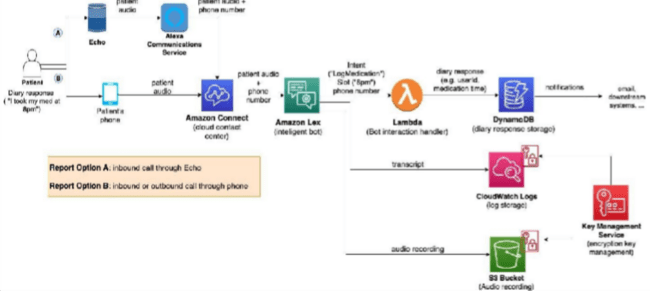 patient
audio
patient audio +
phone number
A
Echo
Alexa
Communications
Service
Patient
B
Diary response
("I took my med at
8pm")
Patient's
phone
patient
audio
Amazon Connect
(cloud contact
center)
patient audio
+
phone
number
Amazon Lex
(inteligent bot)
Intent
("LogMedication")
Slot ("8pm")
phone number
Lambda
(Bot interaction handler)
diary response
(e.g. userid,
medication time)
DynamoDB
(diary response storage)
notifications
email,
downstream
systems, ...
Report Option A: inbound call through Echo
Report Option B: inbound or outbound call through phone
transcript
CloudWatch Logs
(log storage)
Key Management
Service
(encryption key
management)
audio recording
S3 Bucket
(Audio recording)